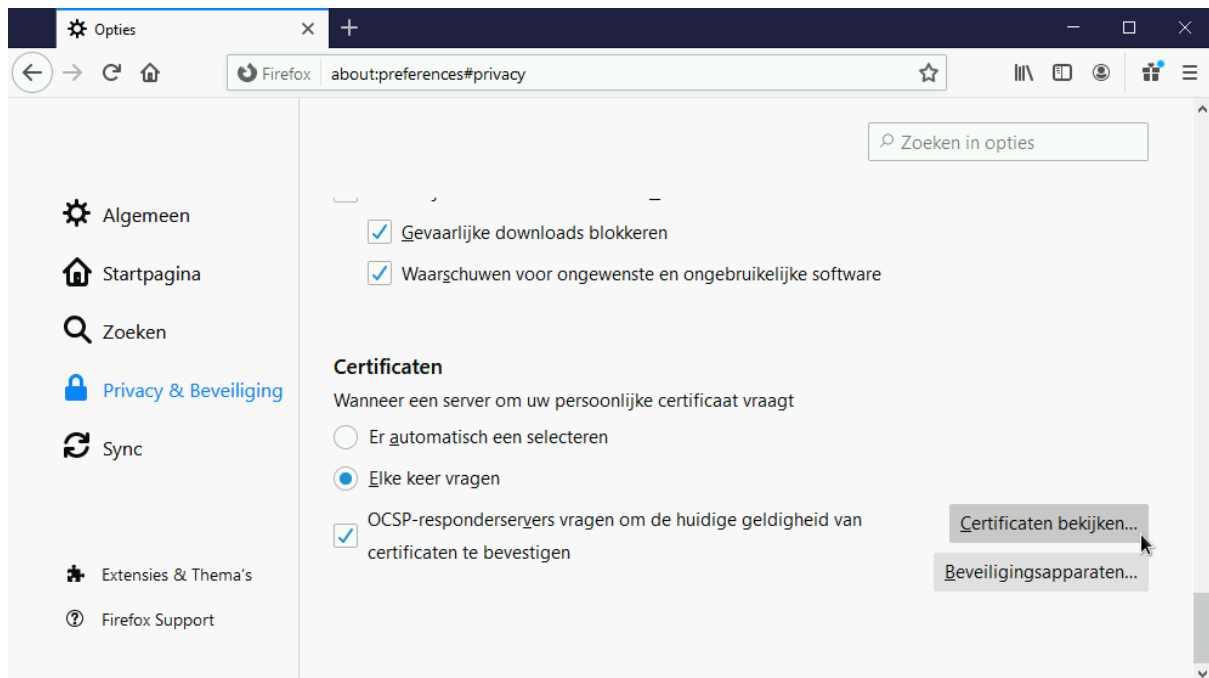 Opties
Firefox about:preferences#privacy
Zoeken in opties
Algemeen
Startpagina
Zoeken
Privacy & Beveiliging
Sync
Extensies & Thema's
Firefox Support
Gevaarlijke downloads blokkeren
Waarschuwen voor ongewenste en ongebruikelijke software
Certificaten
Wanneer een server om uw persoonlijke certificaat vraagt
Er automatisch een selecteren
Elke keer vragen
OCSP-responderservers vragen om de huidige geldigheid van
certificaten te bevestigen
Certificaten bekijken...
Beveiligingsapparaten...